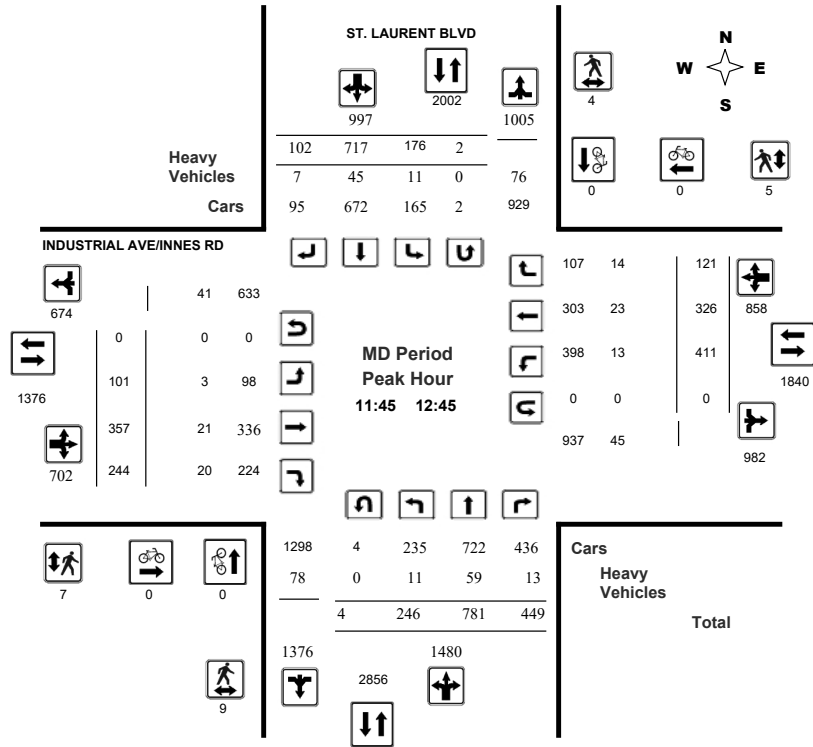 ST. LAURENT BLVD
N
W E
S
2002
4
997 1005
102 717 176 2
Heavy
Vehicles
7 45 11 0 76
0 0 5
Cars 95 672 165 2 929
INDUSTRIAL AVE/INNES RD
107 14 121
674
41 633
858
303 23 326
0 0 0
MD Period
Peak Hour
11:45 12:45
398 13 411
1376
1840
101 3 98
0 0 0
357 21 336
937 45
982
702
244 20 224
1298 4 235 722 436
Cars
78 0 11 59 13
Heavy
Vehicles
7 0 0
4 246 781 449
Total
1376 1480
2856
9